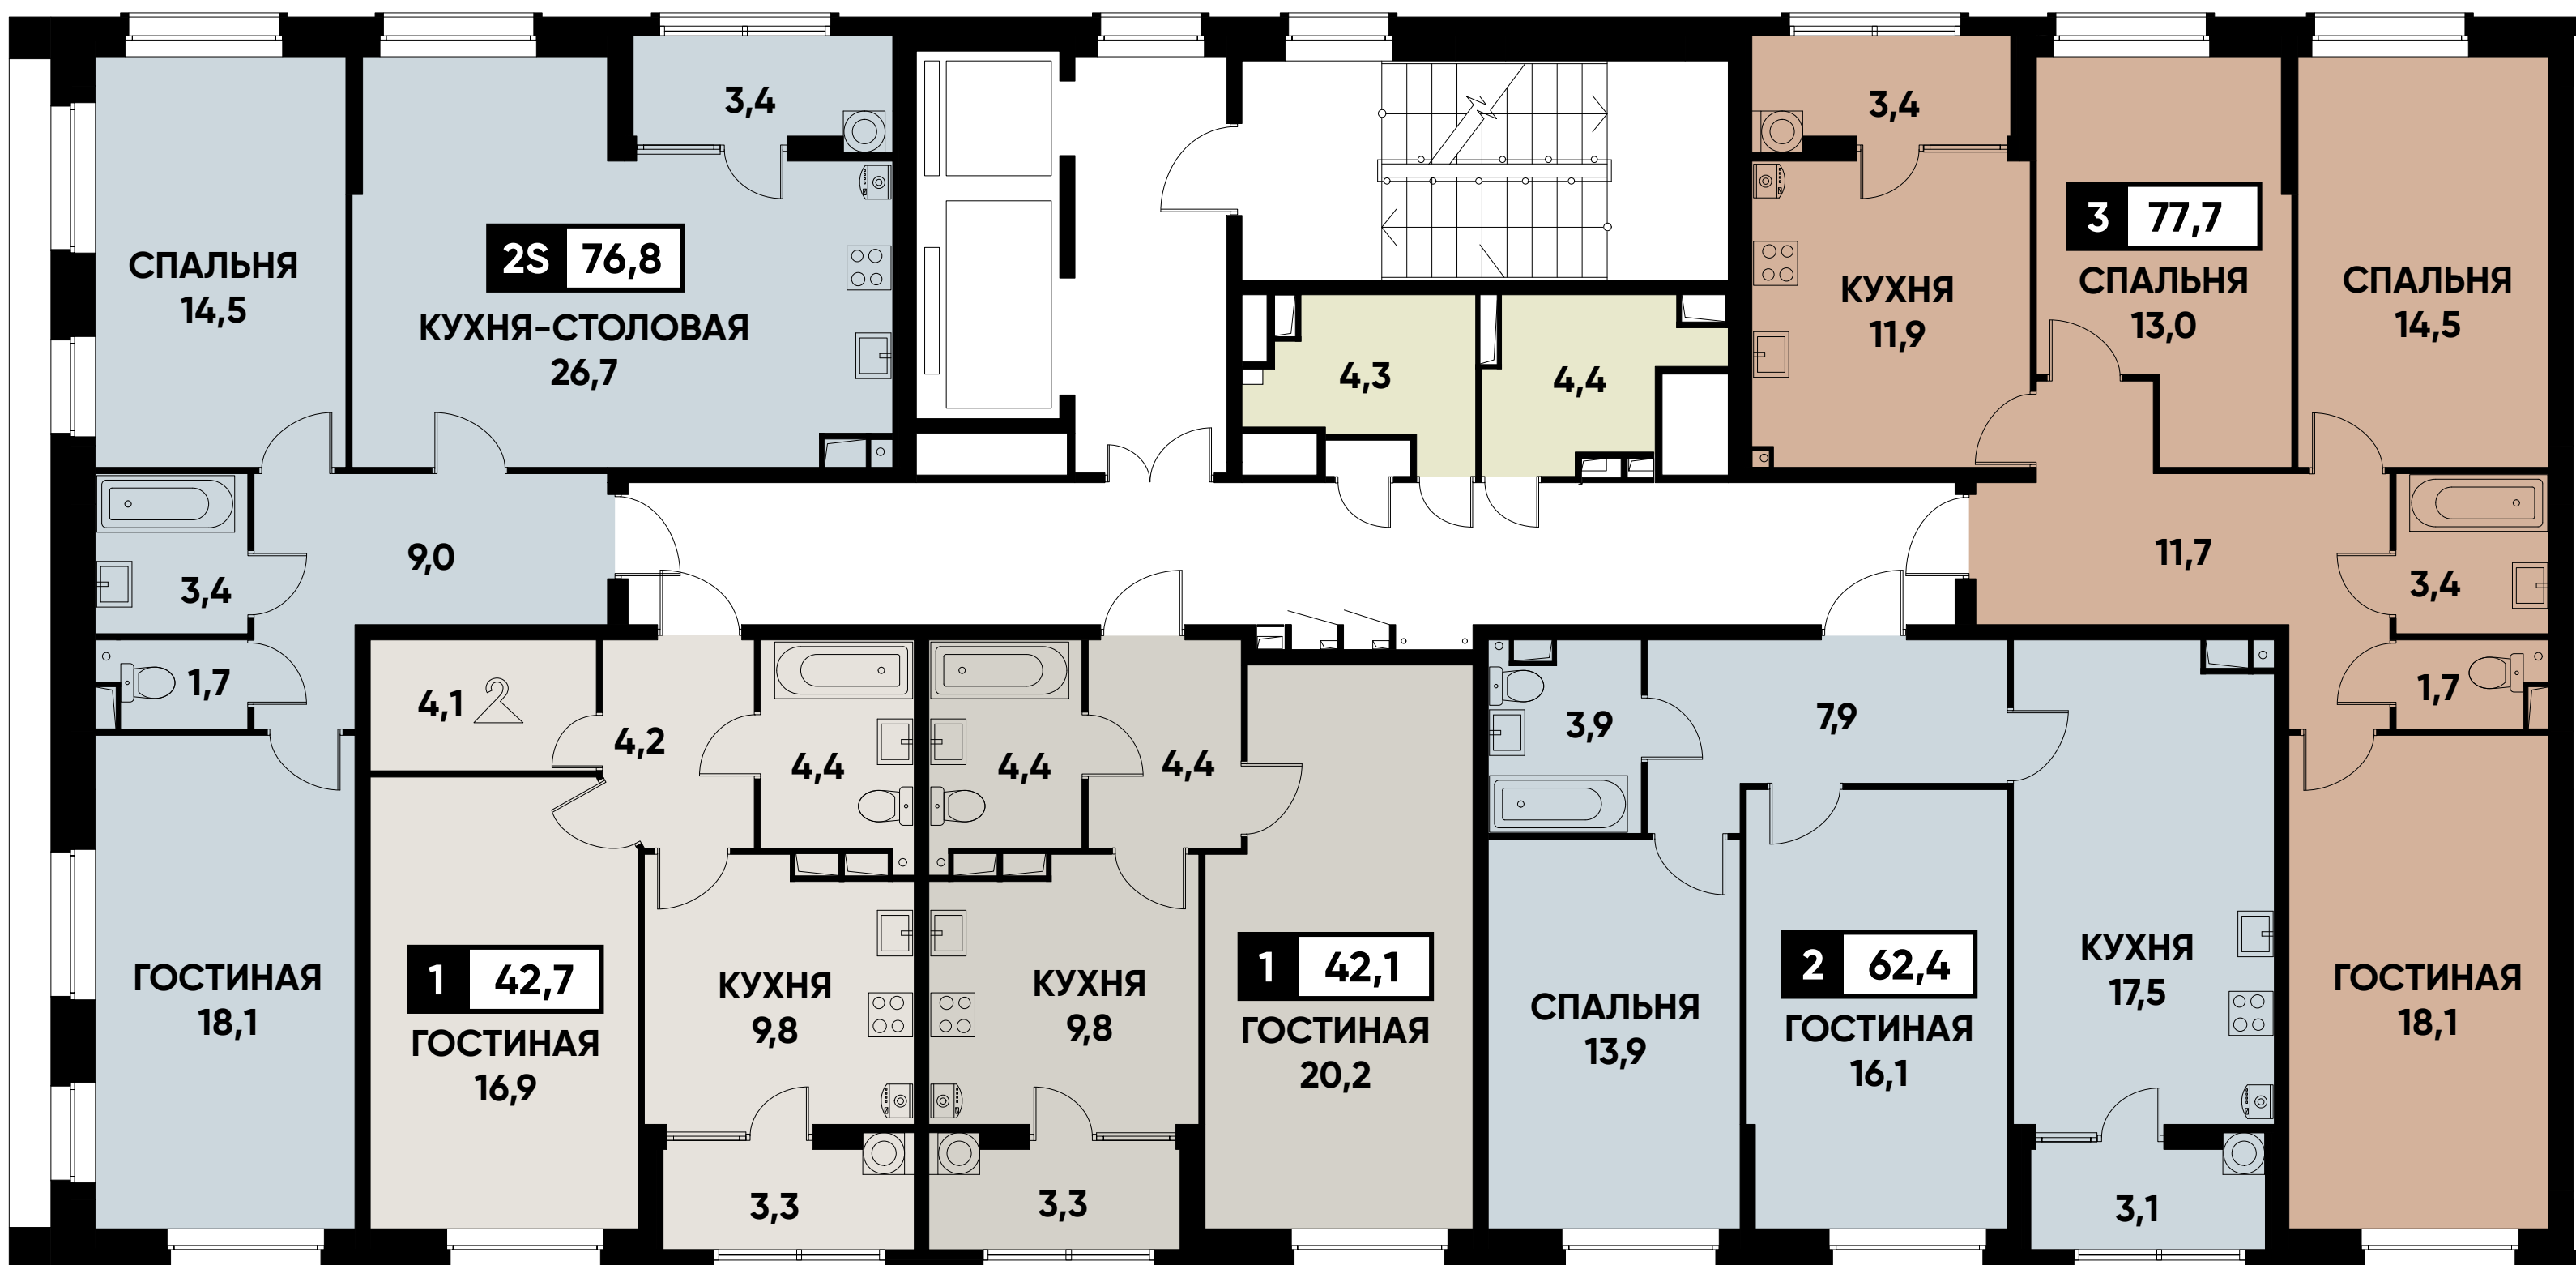 3,4
2S 76,8
СПАЛЬНЯ
14,5
КУХНЯ-СТОЛОВАЯ
26,7
9,0
3,4
1,7
ГОСТИНАЯ
18,1
4,3
4,4
3,4
КУХНЯ
11,9
3 77,7
СПАЛЬНЯ
13,0
СПАЛЬНЯ
14,5
11,7
3,4
1,7
ГОСТИНАЯ
18,1
4,1
4,2
4,4
1 42,7
ГОСТИНАЯ
16,9
КУХНЯ
9,8
3,3
4,4
4,4
КУХНЯ
9,8
3,3
1 42,1
ГОСТИНАЯ
20,2
3,9
7,9
СПАЛЬНЯ
13,9
2 62,4
ГОСТИНАЯ
16,1
КУХНЯ
17,5
3,1